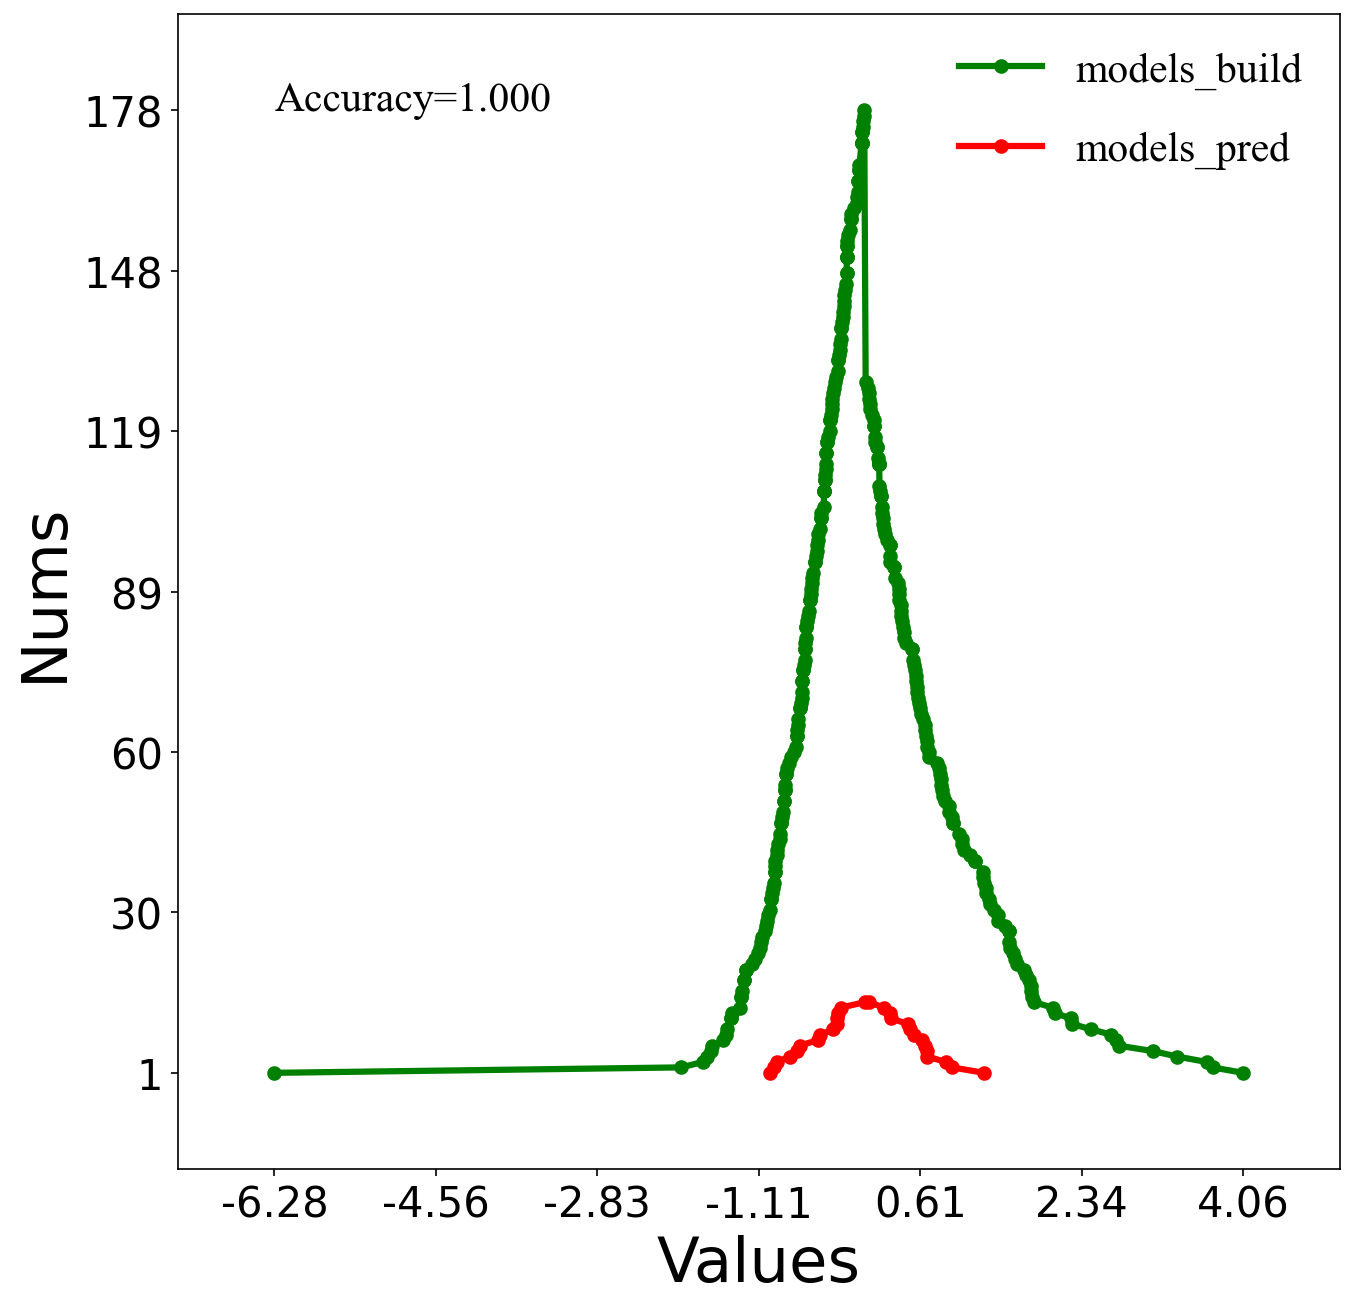 Accuracy=1.000
models_build
models_pred
178
148
119
89
60
30
1
Nums
-6.28 -4.56 -2.83 -1.11 0.61 2.34 4.06
Values